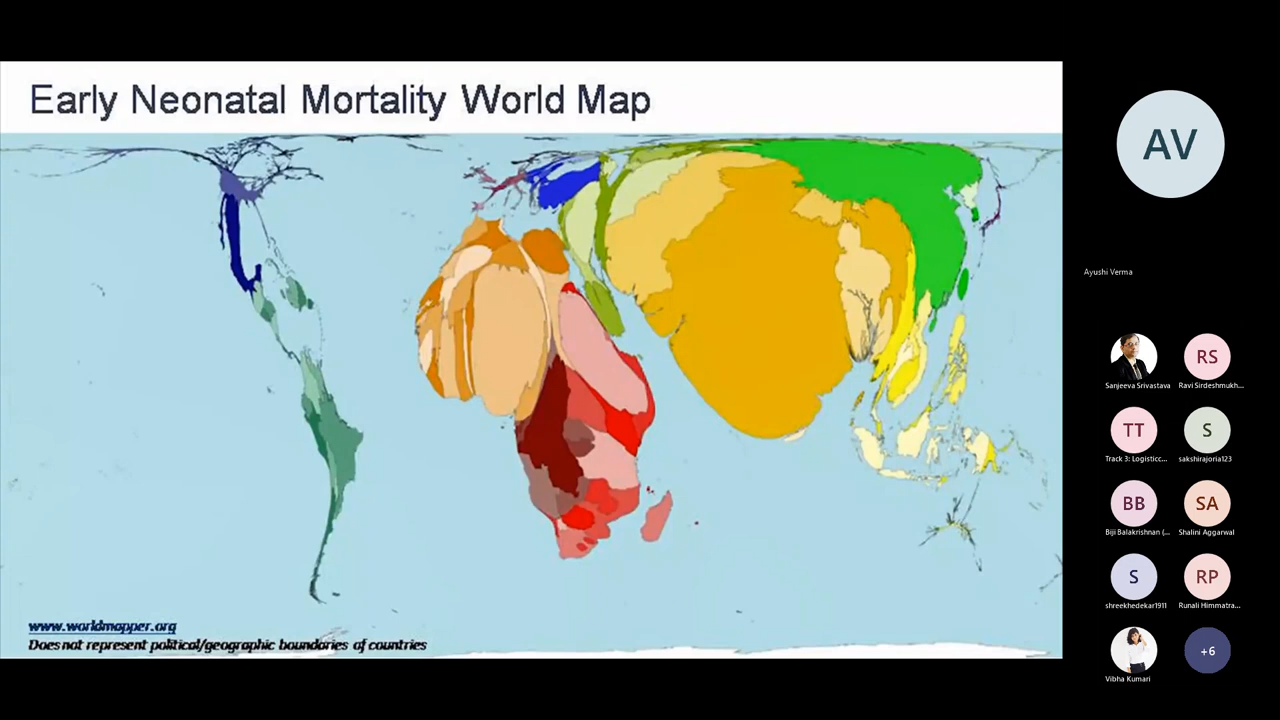 Early Neonatal Mortality World Map
www.worldmapper.org
Does not represent political/geographic boundaries of countries
AV
Ayushi Verma
Sanjeeva Srivastava
RS
Ravi Sirdeshmukh...
TT
Track 3: Logisticc...
S
sakshirajoria123
BB
Biji Balakrishnan (...
SA
Shalini Aggarwal
S
shreekhedekar1911
RP
Runali Himmatra...
Vibha Kumari
+6